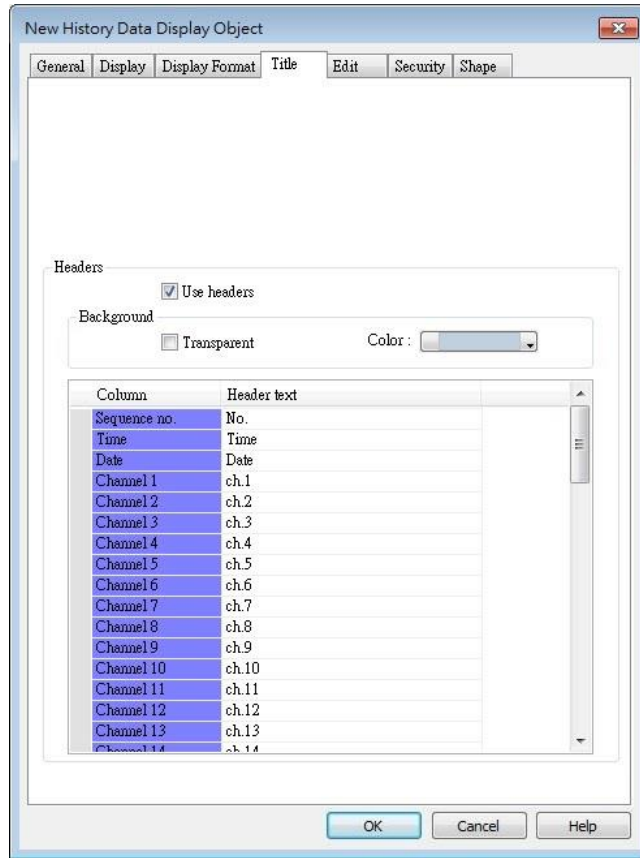 New History Data Display Object
General Display Display Format Title Edit Security Shape
Headers
Use headers
Background
Transparent Color :
Column Header text
Sequence no. No.
Time Time
Date Date
Channel 1 ch.1
Channel 2 ch.2
Channel 3 ch.3
Channel 4 ch.4
Channel 5 ch.5
Channel 6 ch.6
Channel 7 ch.7
Channel 8 ch.8
Channel 9 ch.9
Channel 10 ch.10
Channel 11 ch.11
Channel 12 ch.12
Channel 13 ch.13
Channel 14 ch.14
OK Cancel Help